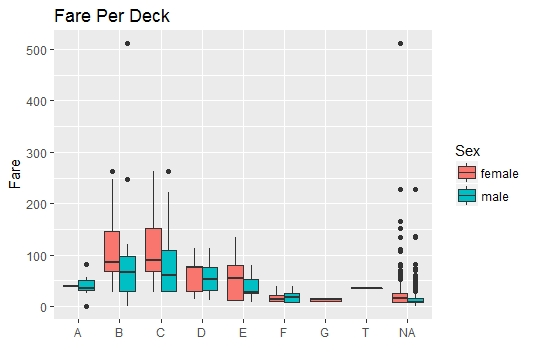 Fare Per Deck
500
400
300
200
100
0
Fare
A B C D E F G T NA
Sex
female
male